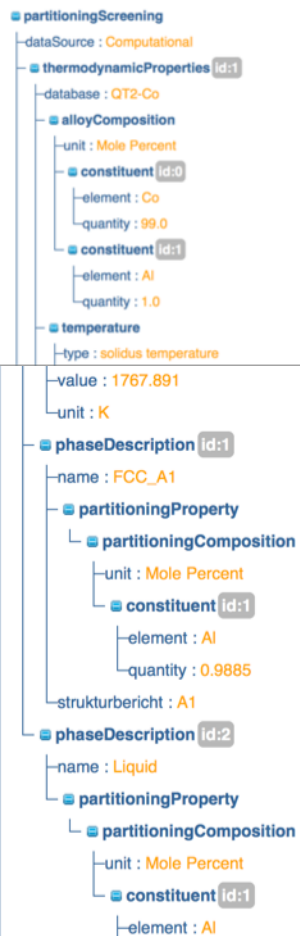 partitioningScreening
dataSource : Computational
thermodynamicProperties id:1
database : QT2-Co
alloyComposition
unit : Mole Percent
constituent id:0
element : Co
quantity : 99.0
constituent id:1
element : Al
quantity : 1.0
temperature
type : solidus temperature
value : 1767.891
unit : K
phaseDescription id:1
name : FCC_A1
partitioningProperty
partitioningComposition
unit : Mole Percent
constituent id:1
element : Al
quantity : 0.9885
strukturbericht : A1
phaseDescription id:2
name : Liquid
partitioningProperty
partitioningComposition
unit : Mole Percent
constituent id:1
element : Al